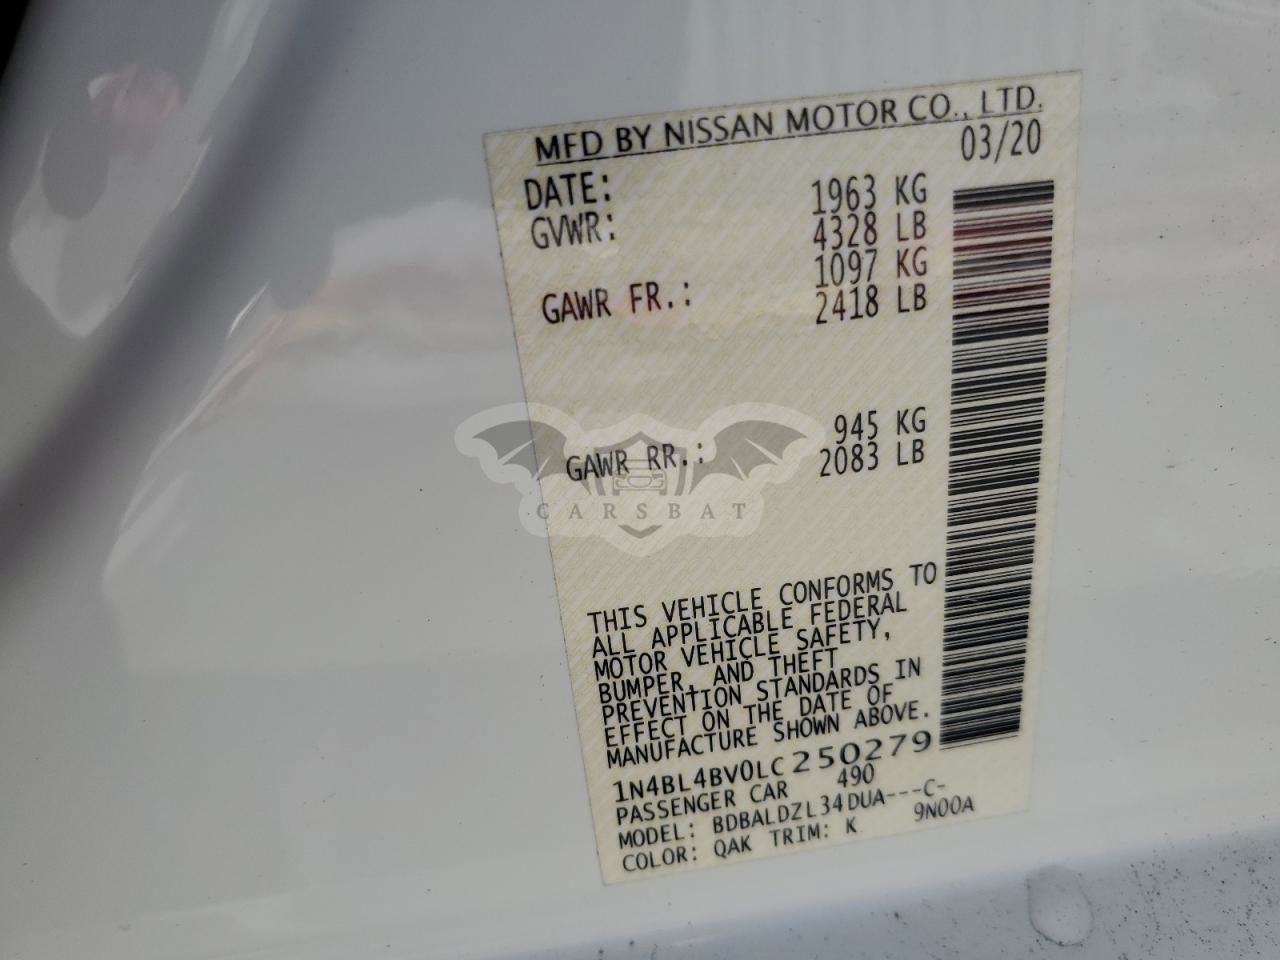 MFD BY NISSAN MOTOR CO., LTD.
DATE: 03/20
GVWR: 1963 KG
4328 LB
GAWR FR.: 1097 KG
2418 LB
GAWR RR.: 945 KG
2083 LB
CARSBAT
THIS VEHICLE CONFORMS TO
ALL APPLICABLE FEDERAL
MOTOR VEHICLE SAFETY,
BUMPER, AND THEFT
PREVENTION STANDARDS IN
EFFECT ON THE DATE OF
MANUFACTURE SHOWN ABOVE.
1N4BL4BV0LC250279
PASSENGER CAR 490
MODEL: BDBALDZL34DUA---C-
COLOR: QAK TRIM: K 9N00A